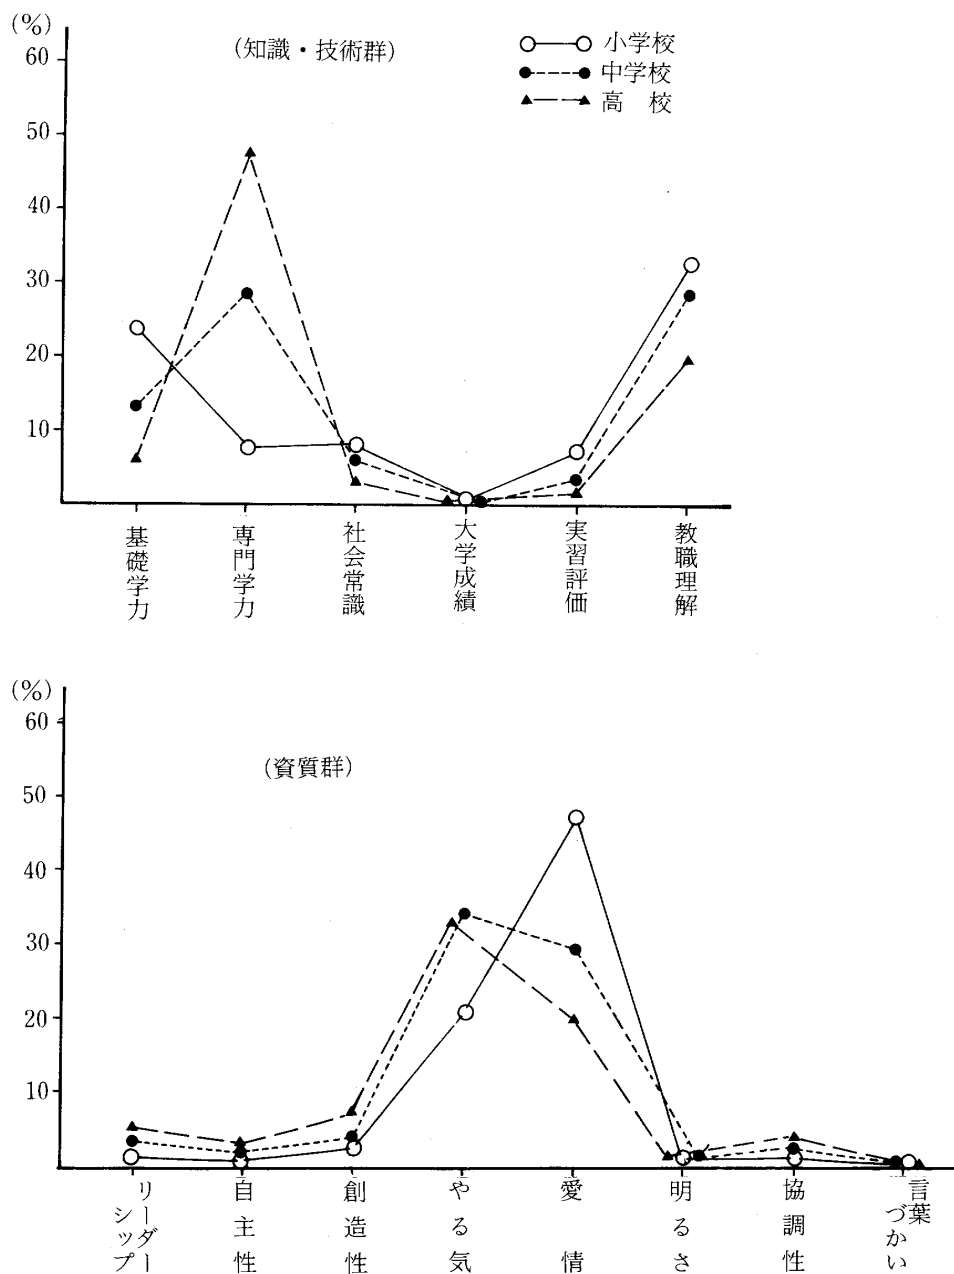 (%)
60
50
40
30
20
10
(知識・技術群)
小学校
中学校
高 校
基礎学力
専門学力
社会常識
大学成績
実習評価
教職理解
(%)
60
50
40
30
20
10
(資質群)
リーダー
シップ
自主性
創造性
やる気
愛情
明るさ
協調性
言葉
づかい